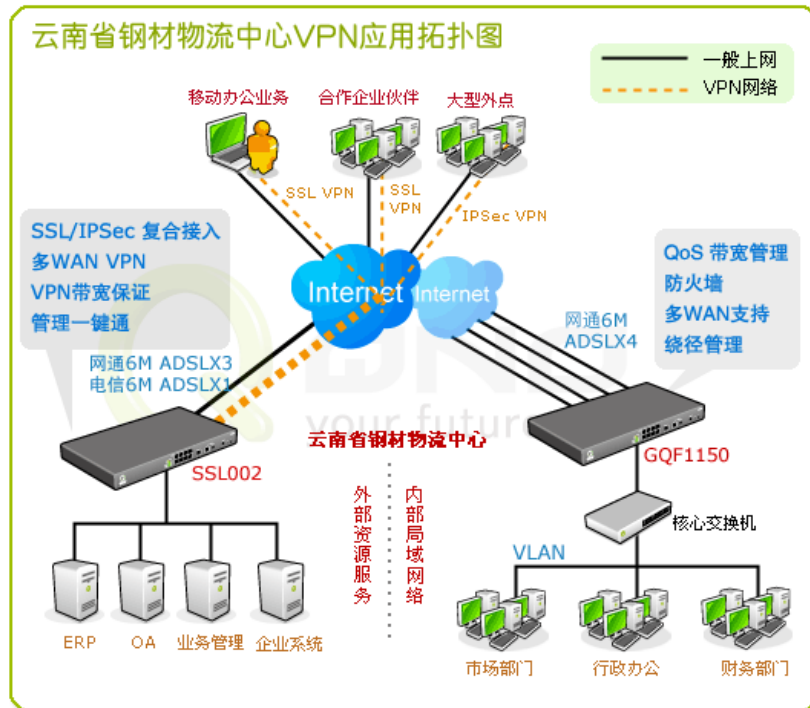 云南省钢材物流中心VPN应用拓扑图
一般上网
VPN网络
移动办公业务
合作企业伙伴
大型外点
SSL VPN
SSL
VPN
IPSec VPN
SSL/IPSec 复合接入
多WAN VPN
VPN带宽保证
管理一键通
Internet
Internet
QoS 带宽管理
防火墙
多WAN支持
绕径管理
网通6M
ADSLX4
网通6M ADSLX3
电信6M ADSLX1
your future
云南省钢材物流中心
SSL002
GQF1150
外部资源服务
内部局域网络
核心交换机
VLAN
ERP
OA
业务管理
企业系统
市场部门
行政办公
财务部门